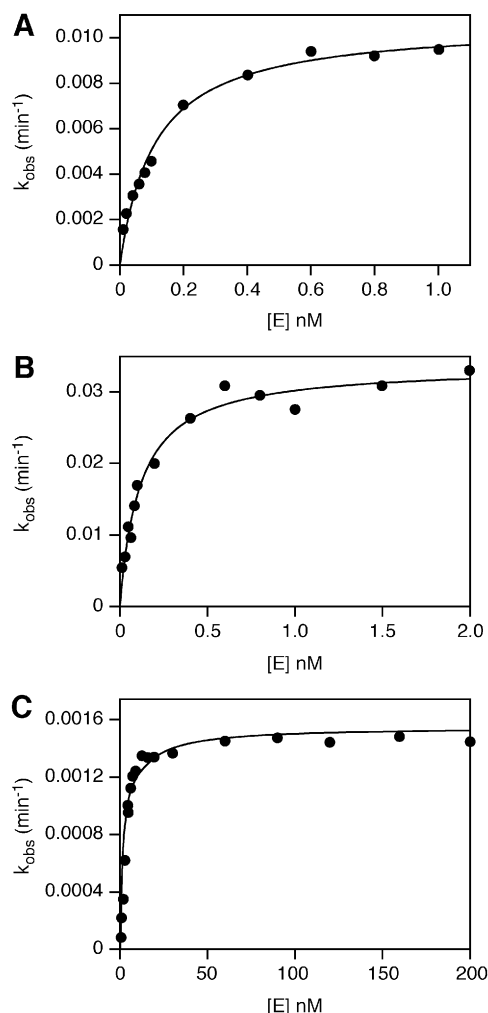 A
0.010
0.008
0.006
0.004
0.002
0
k_obs (min⁻¹)
0 0.2 0.4 0.6 0.8 1.0
[E] nM
B
0.03
0.02
0.01
0
k_obs (min⁻¹)
0 0.5 1.0 1.5 2.0
[E] nM
C
0.0016
0.0012
0.0008
0.0004
0
k_obs (min⁻¹)
0 50 100 150 200
[E] nM